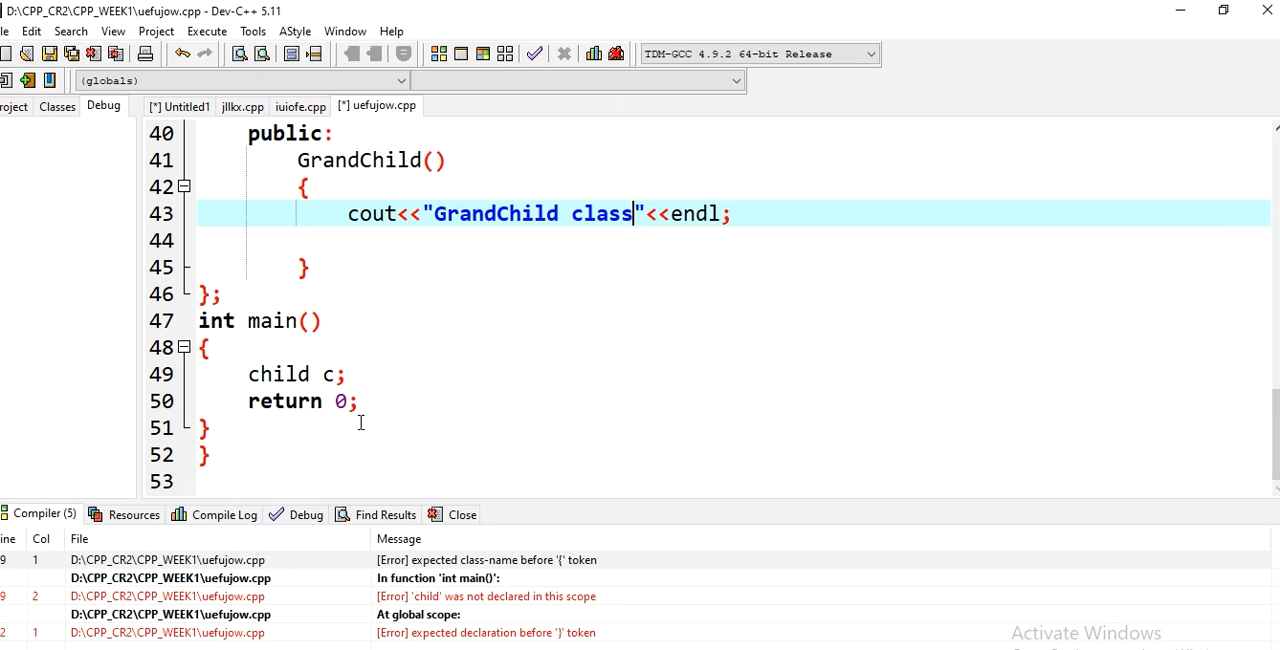 D:\CPP_CR2\CPP_WEEK1\uefujow.cpp - Dev-C++ 5.11
le Edit Search View Project Execute Tools AStyle Window Help
TDM-GCC 4.9.2 64-bit Release
(globals)
roject Classes Debug [*] Untitled1 jllkx.cpp iuiofe.cpp [*] uefujow.cpp
40 public:
41 GrandChild()
42 {
43 cout<<"GrandChild class"<<endl;
44
45 }
46 };
47 int main()
48 {
49 child c;
50 return 0;
51 }
52 }
53
Compiler (5) Resources Compile Log Debug Find Results Close
ine Col File Message
9 1 D:\CPP_CR2\CPP_WEEK1\uefujow.cpp [Error] expected class-name before '{' token
D:\CPP_CR2\CPP_WEEK1\uefujow.cpp In function 'int main()':
9 2 D:\CPP_CR2\CPP_WEEK1\uefujow.cpp [Error] 'child' was not declared in this scope
D:\CPP_CR2\CPP_WEEK1\uefujow.cpp At global scope:
2 1 D:\CPP_CR2\CPP_WEEK1\uefujow.cpp [Error] expected declaration before '}' token
Activate Windows